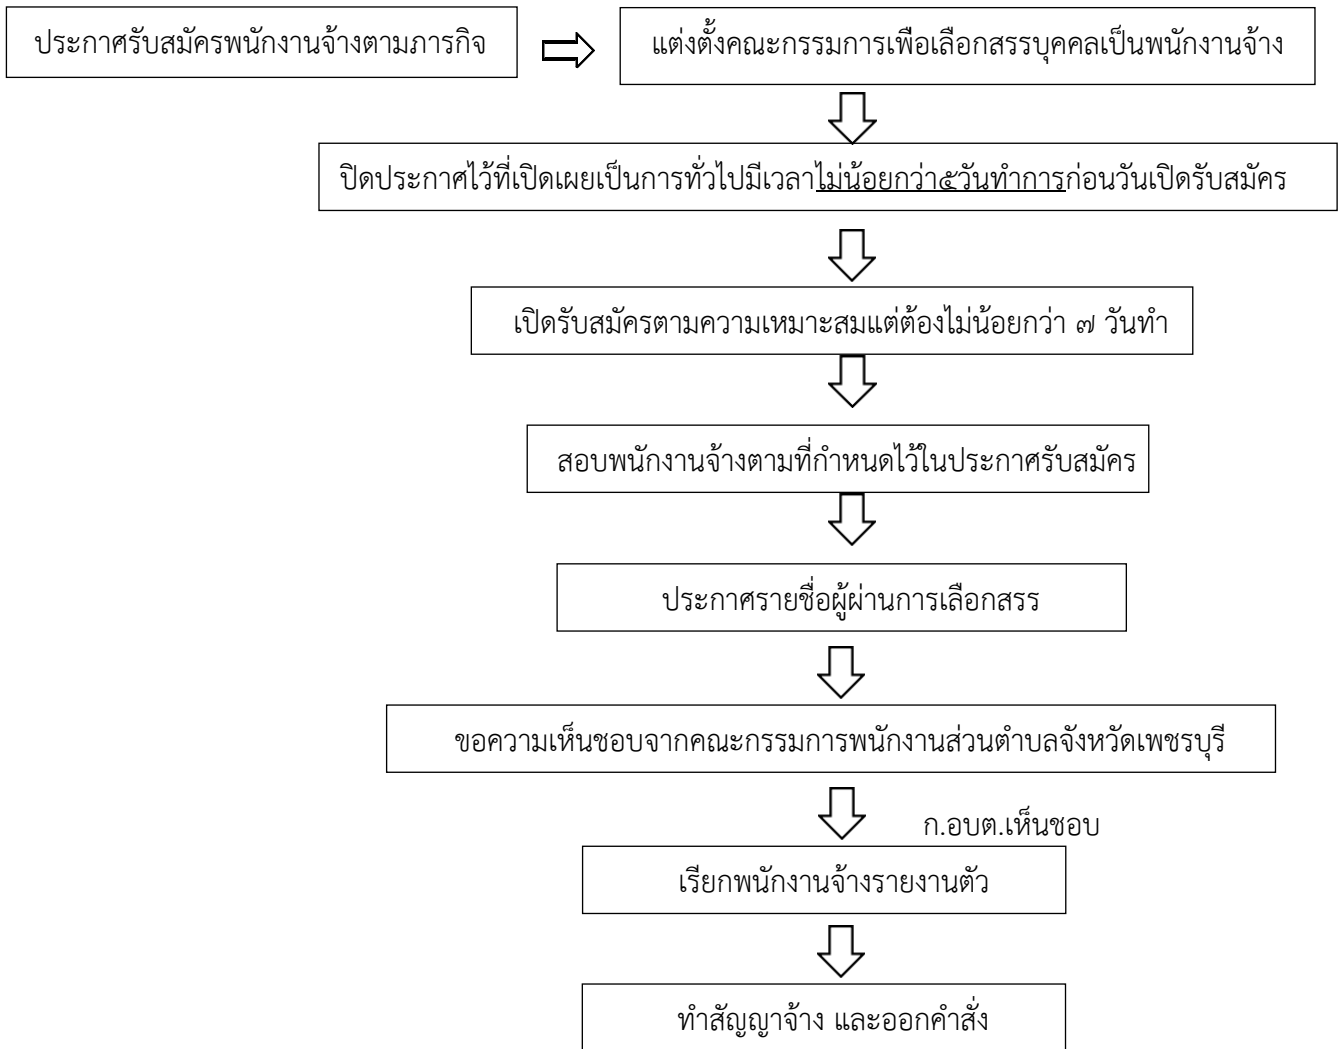 ประกาศรับสมัครพนักงานจ้างตามภารกิจ
แต่งตั้งคณะกรรมการเพือเลือกสรรบุคคลเป็นพนักงานจ้าง
ปิดประกาศไว้ที่เปิดเผยเป็นการทั่วไปมีเวลาไม่น้อยกว่า๕วันทำการก่อนวันเปิดรับสมัคร
เปิดรับสมัครตามความเหมาะสมแต่ต้องไม่น้อยกว่า ๗ วันทำ
สอบพนักงานจ้างตามที่กำหนดไว้ในประกาศรับสมัคร
ประกาศรายชื่อผู้ผ่านการเลือกสรร
ขอความเห็นชอบจากคณะกรรมการพนักงานส่วนตำบลจังหวัดเพชรบุรี
ก.อบต.เห็นชอบ
เรียกพนักงานจ้างรายงานตัว
ทำสัญญาจ้าง และออกคำสั่ง